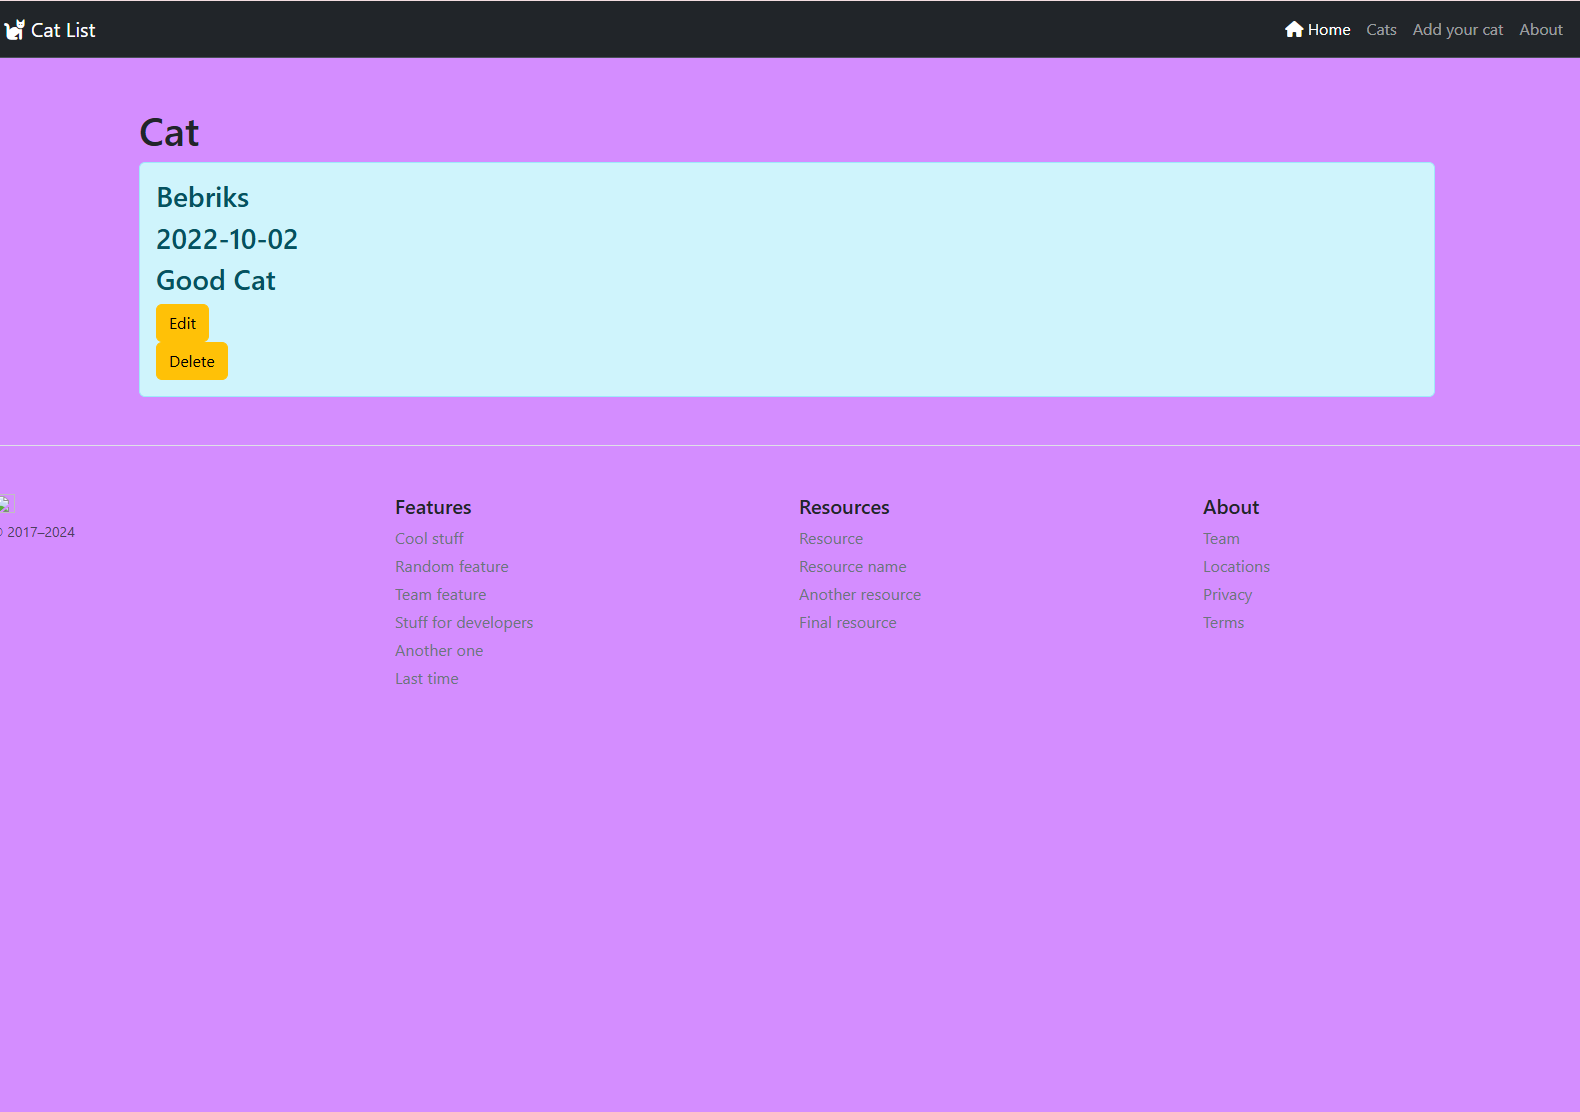 Cat List
Home Cats Add your cat About
Cat
Bebriks
2022-10-02
Good Cat
Edit
Delete
2017–2024
Features
Cool stuff
Random feature
Team feature
Stuff for developers
Another one
Last time
Resources
Resource
Resource name
Another resource
Final resource
About
Team
Locations
Privacy
Terms